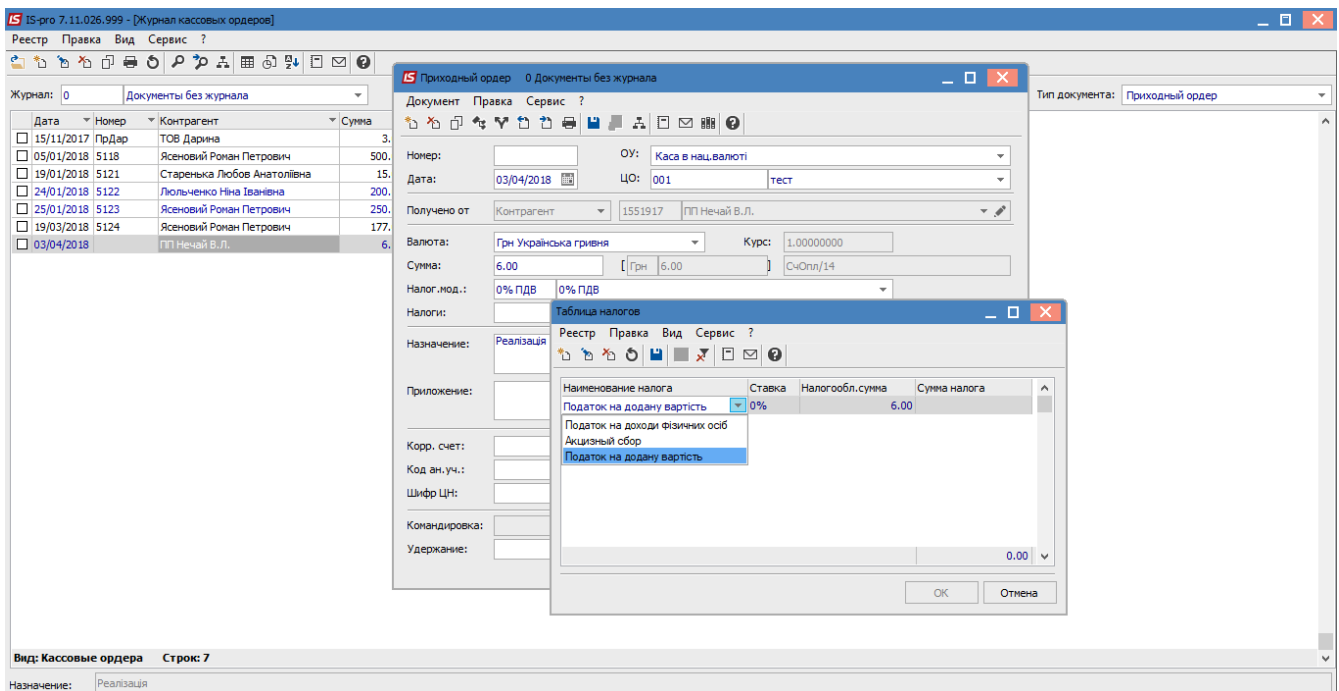 IS-pro 7.11.026.999 - [Журнал кассовых ордеров]
Реестр Правка Вид Сервис ?
Журнал: 0 Документы без журнала
Тип документа: Приходный ордер
Дата Номер Контрагент Сумма
15/11/2017 ПрДар ТОВ Дарина 3.
05/01/2018 5118 Ясеновий Роман Петрович 500.
19/01/2018 5121 Старенька Любов Анатоліївна 15.
24/01/2018 5122 Люльченко Ніна Іванівна 200.
25/01/2018 5123 Ясеновий Роман Петрович 250.
19/03/2018 5124 Ясеновий Роман Петрович 177.
03/04/2018 ПП Нечай В.Л. 6.
Приходный ордер 0 Документы без журнала
Документ Правка Сервис ?
Номер: ОУ: Каса в нац.валюті
Дата: 03/04/2018 ЦО: 001 тест
Получено от Контрагент 1551917 ПП Нечай В.Л.
Валюта: Грн Українська гривня Курс: 1.00000000
Сумма: 6.00 [ Грн 6.00 ] СчОпл/14
Налог.мод.: 0% ПДВ 0% ПДВ
Налоги:
Назначение: Реалізація
Приложение:
Корр. счет:
Код ан.уч.:
Шифр ЦН:
Командировка:
Удержание:
Таблица налогов
Реестр Правка Вид Сервис ?
Наименование налога Ставка Налогообл.сумма Сумма налога
Податок на додану вартість 0% 6.00
Податок на доходи фізичних осіб
Акцизный сбор
Податок на додану вартість
0.00
ОК Отмена
Вид: Кассовые ордера Строк: 7
Назначение: Реалізація